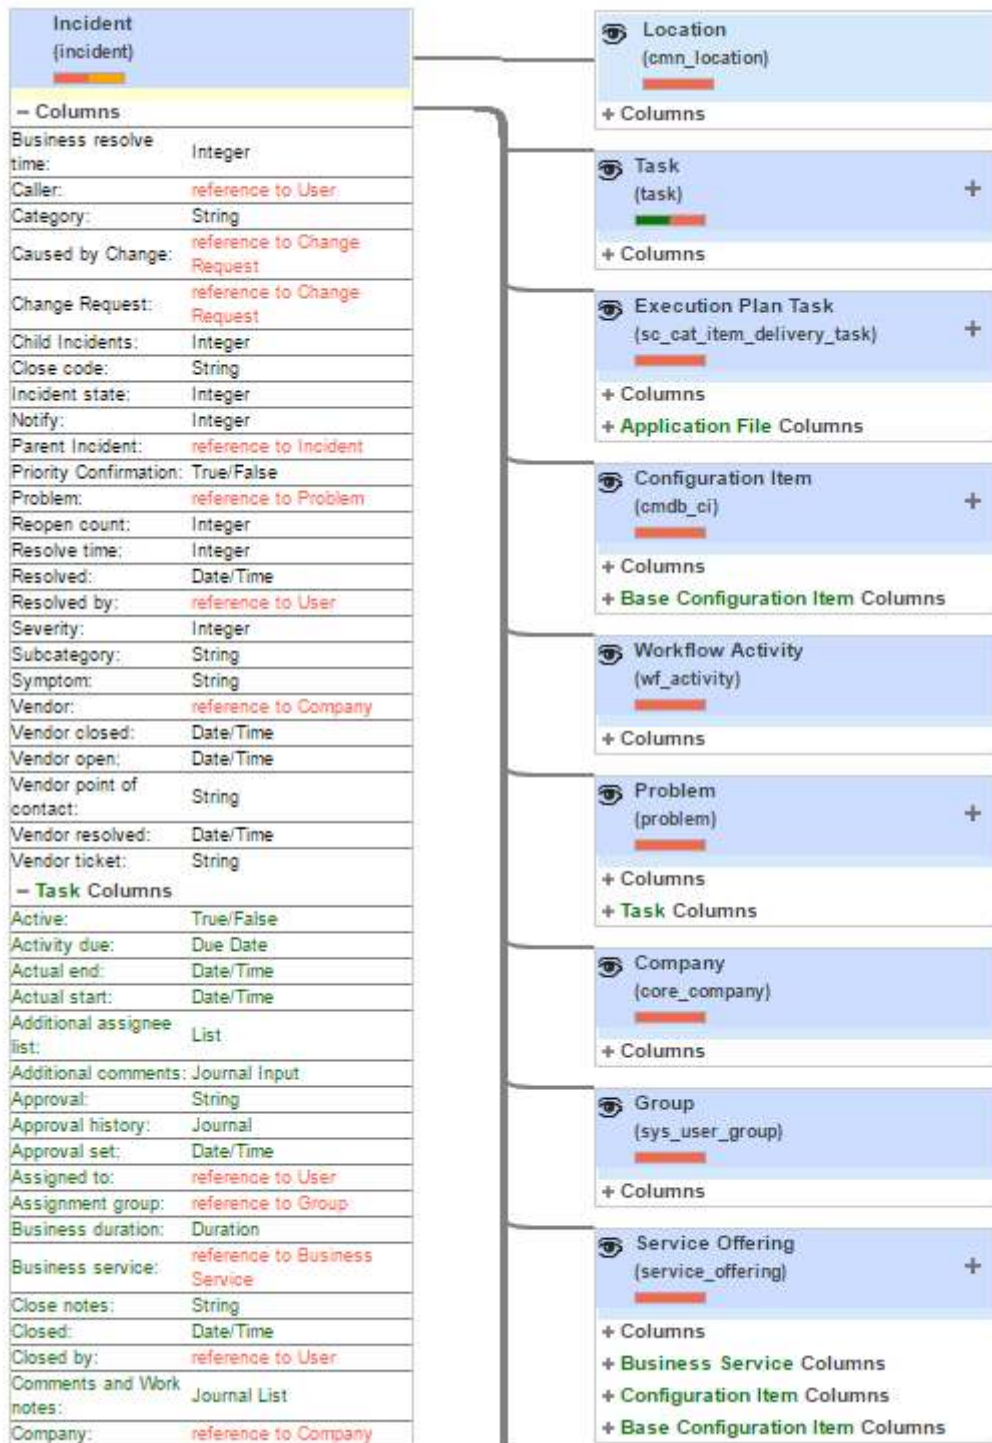 Incident
(incident)
– Columns
Business resolve
time:
Integer
Caller: reference to User
Category: String
Caused by Change:
reference to Change
Request
Change Request:
reference to Change
Request
Child Incidents: Integer
Close code: String
Incident state: Integer
Notify: Integer
Parent Incident: reference to Incident
Priority Confirmation: True/False
Problem: reference to Problem
Reopen count: Integer
Resolve time: Integer
Resolved: Date/Time
Resolved by: reference to User
Severity: Integer
Subcategory: String
Symptom: String
Vendor: reference to Company
Vendor closed: Date/Time
Vendor open: Date/Time
Vendor point of
contact:
String
Vendor resolved: Date/Time
Vendor ticket: String
– Task Columns
Active: True/False
Activity due: Due Date
Actual end: Date/Time
Actual start: Date/Time
Additional assignee
list:
List
Additional comments: Journal Input
Approval: String
Approval history: Journal
Approval set: Date/Time
Assigned to: reference to User
Assignment group: reference to Group
Business duration: Duration
Business service:
reference to Business
Service
Close notes: String
Closed: Date/Time
Closed by: reference to User
Comments and Work
notes:
Journal List
Company: reference to Company
Location
(cmn_location)
+ Columns
Task
(task)
+
+ Columns
Execution Plan Task
(sc_cat_item_delivery_task)
+
+ Columns
+ Application File Columns
Configuration Item
(cmdb_ci)
+
+ Columns
+ Base Configuration Item Columns
Workflow Activity
(wf_activity)
+ Columns
Problem
(problem)
+
+ Columns
+ Task Columns
Company
(core_company)
+ Columns
Group
(sys_user_group)
+ Columns
Service Offering
(service_offering)
+
+ Columns
+ Business Service Columns
+ Configuration Item Columns
+ Base Configuration Item Columns